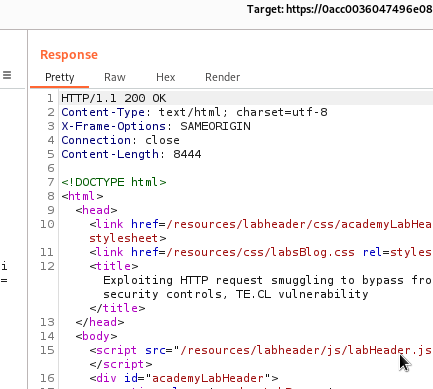 Target: https://0acc0036047496e08
Response
Pretty Raw Hex Render
1 HTTP/1.1 200 OK
2 Content-Type: text/html; charset=utf-8
3 X-Frame-Options: SAMEORIGIN
4 Connection: close
5 Content-Length: 8444
6
7 <!DOCTYPE html>
8 <html>
9 <head>
10 <link href=/resources/labheader/css/academyLabHea
stylesheet>
11 <link href=/resources/css/labsBlog.css rel=styles
12 <title>
Exploiting HTTP request smuggling to bypass fro
security controls, TE.CL vulnerability
</title>
13 </head>
14 <body>
15 <script src="/resources/labheader/js/labHeader.js
</script>
16 <div id="academyLabHeader">
i
=